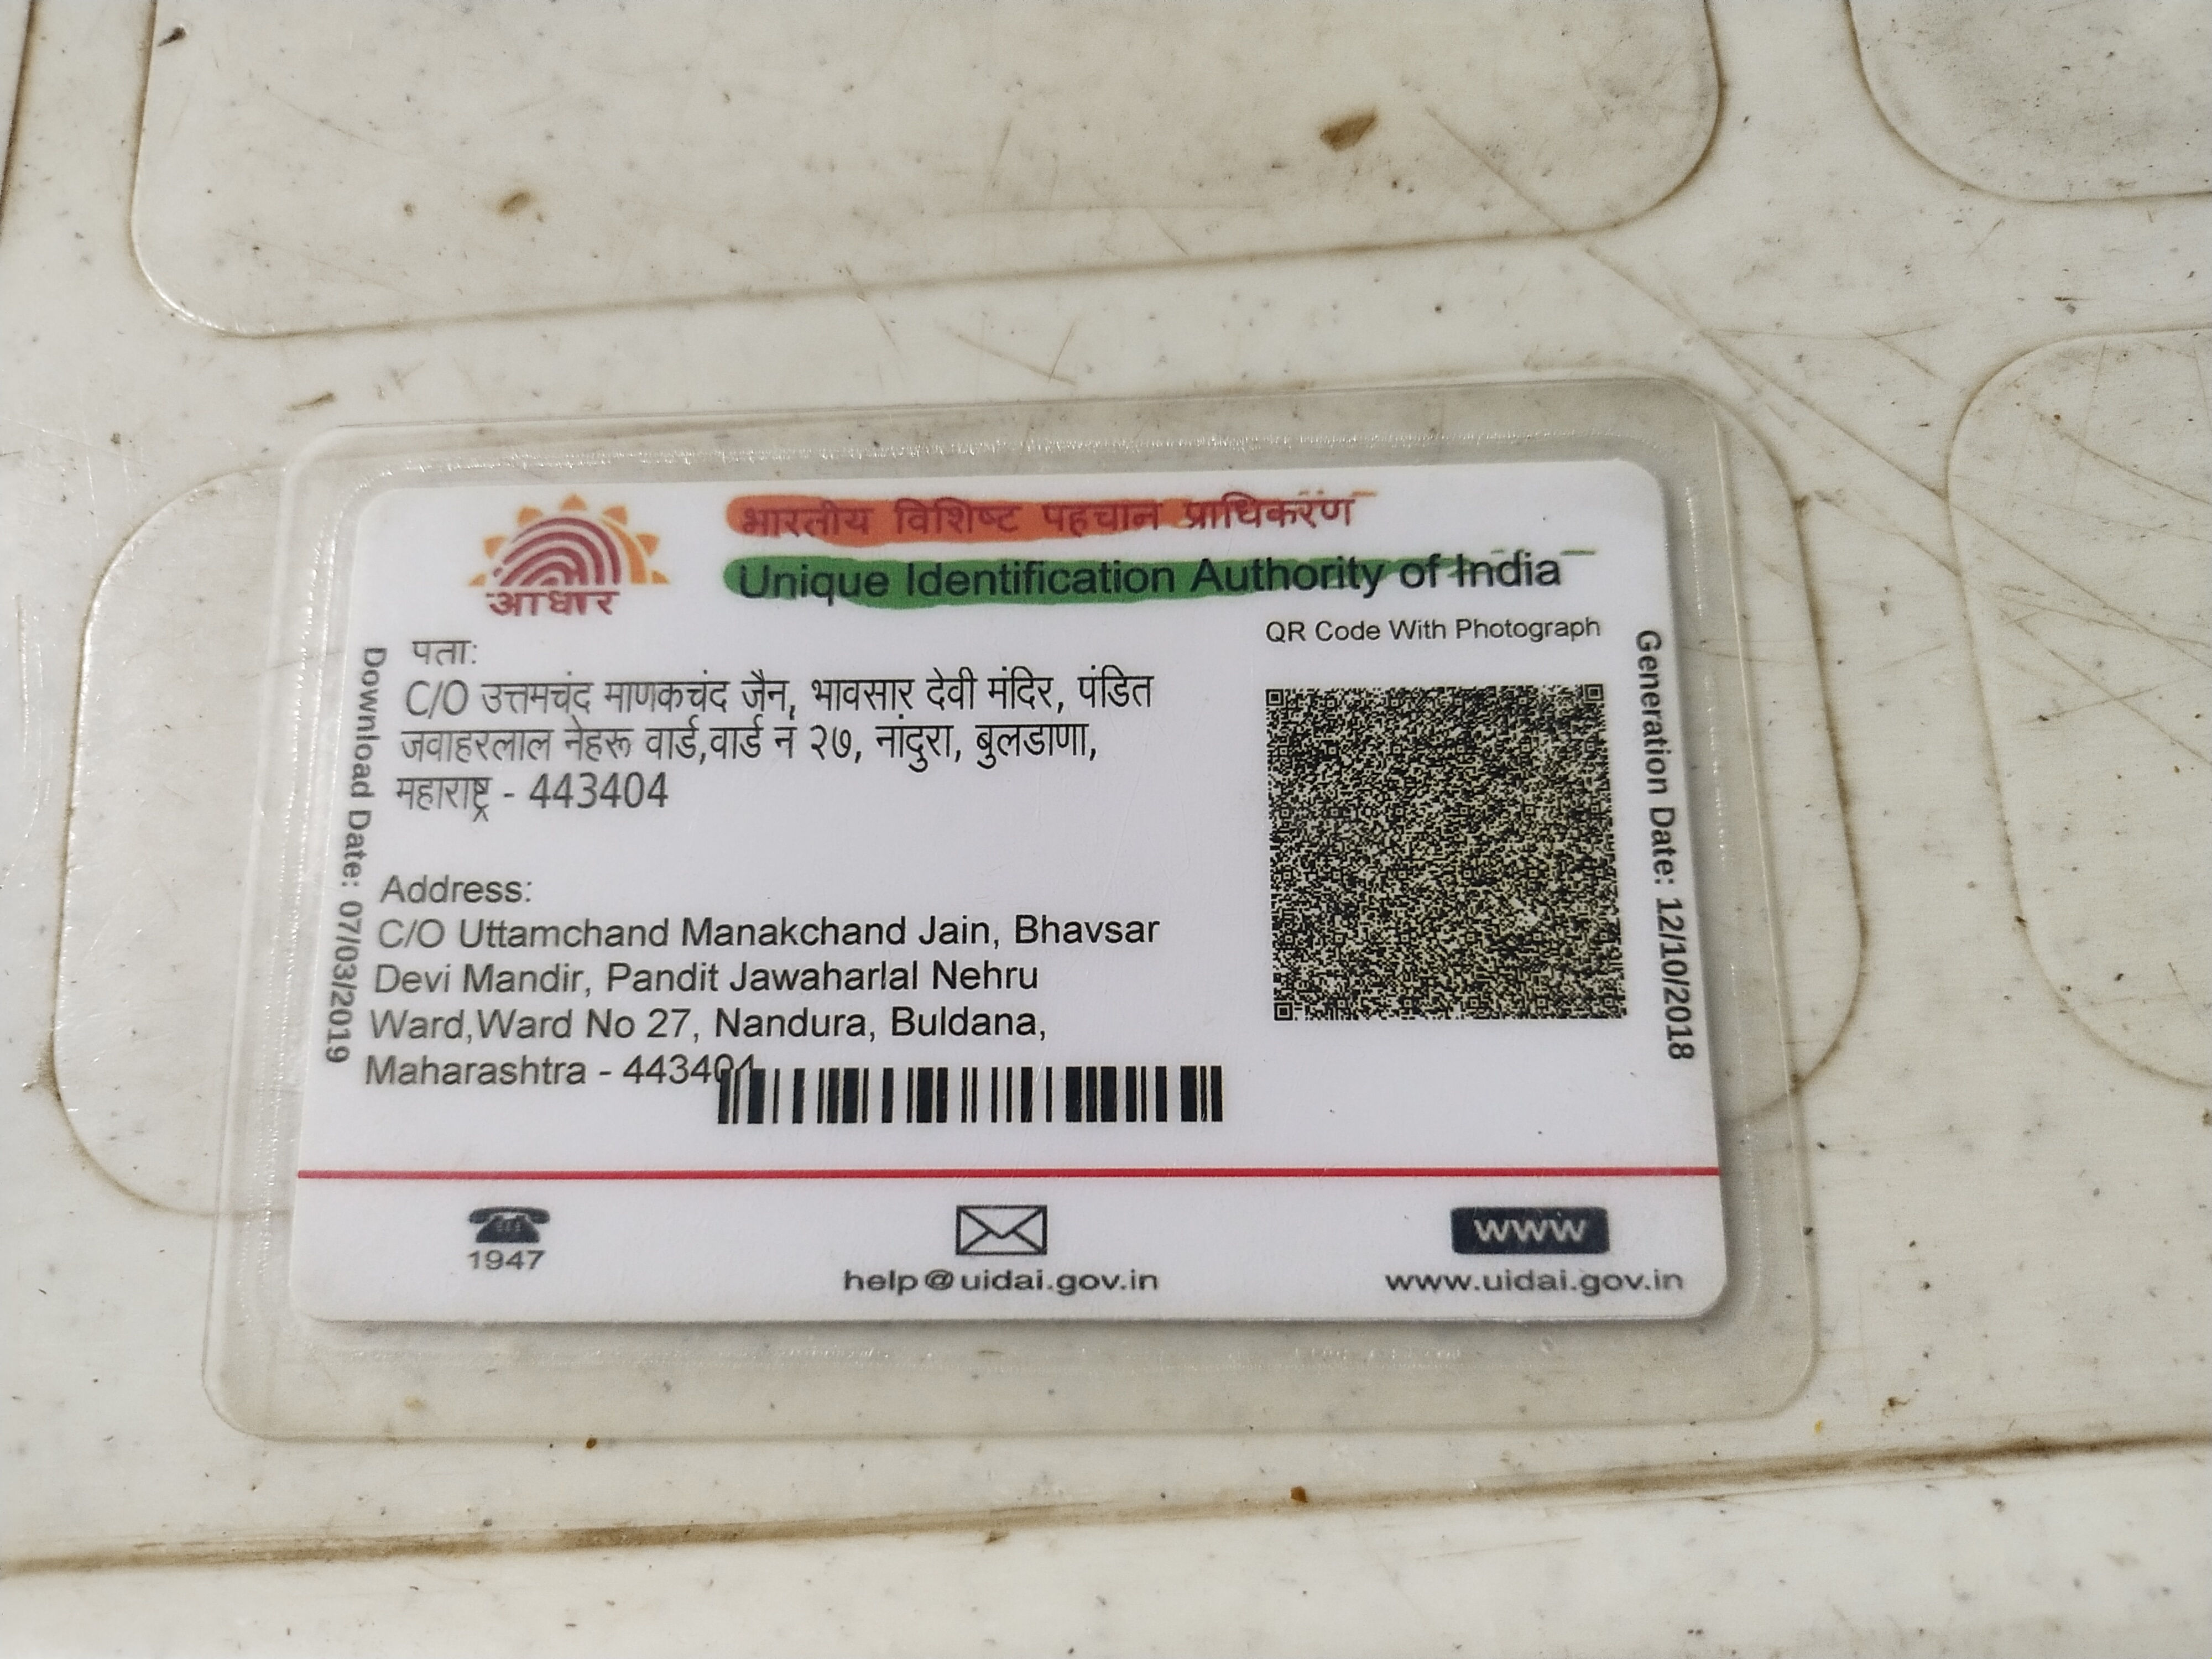 भारतीय विशिष्ट पहचान प्राधिकरण
Unique Identification Authority of India
आधार
QR Code With Photograph
पता:
C/O उत्तमचंद माणकचंद जैन, भावसार देवी मंदिर, पंडित
जवाहरलाल नेहरू वार्ड,वार्ड नं २७, नांदुरा, बुलडाणा,
महाराष्ट्र - 443404
Address:
C/O Uttamchand Manakchand Jain, Bhavsar
Devi Mandir, Pandit Jawaharlal Nehru
Ward,Ward No 27, Nandura, Buldana,
Maharashtra - 443404
Download Date: 07/03/2019
Generation Date: 12/10/2018
1947
help@uidai.gov.in
WWW
www.uidai.gov.in